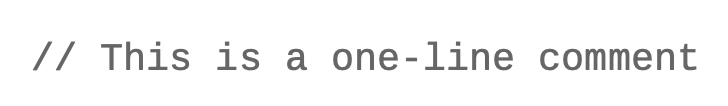 // This is a one-line comment